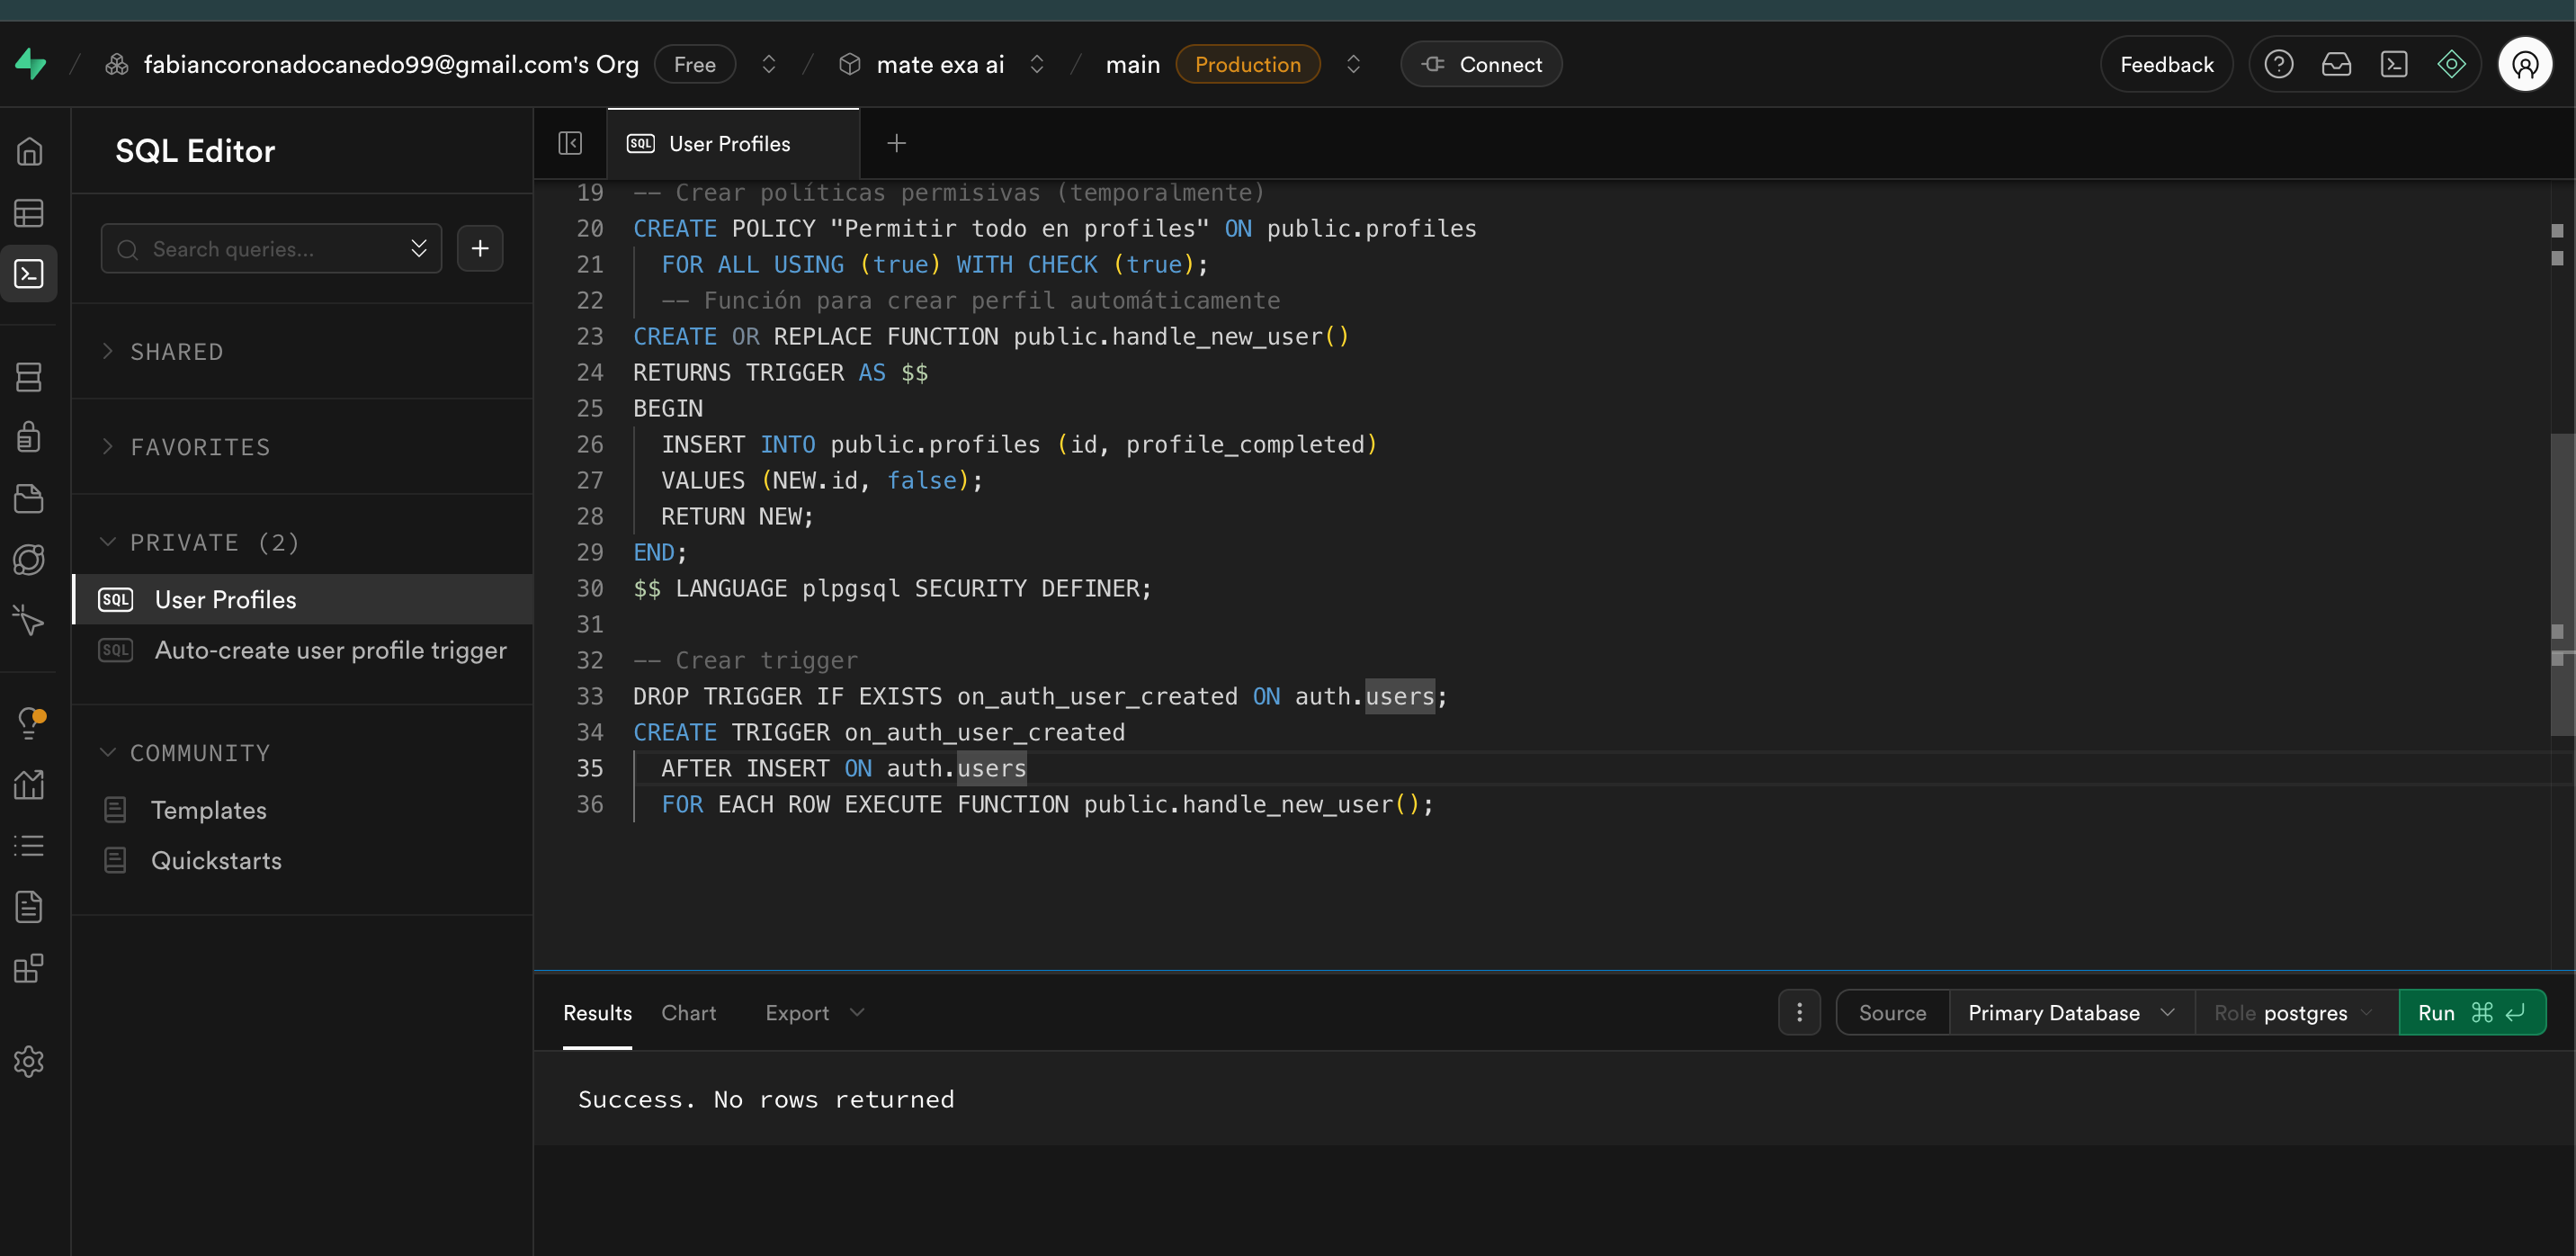 fabiancoronadocanedo99@gmail.com's Org Free mate exa ai main Production Connect Feedback
SQL Editor
Search queries...
SHARED
FAVORITES
PRIVATE (2)
SQL User Profiles
SQL Auto-create user profile trigger
COMMUNITY
Templates
Quickstarts
SQL User Profiles
19 -- Crear políticas permisivas (temporalmente)
20 CREATE POLICY "Permitir todo en profiles" ON public.profiles
21 FOR ALL USING (true) WITH CHECK (true);
22 -- Función para crear perfil automáticamente
23 CREATE OR REPLACE FUNCTION public.handle_new_user()
24 RETURNS TRIGGER AS $$
25 BEGIN
26 INSERT INTO public.profiles (id, profile_completed)
27 VALUES (NEW.id, false);
28 RETURN NEW;
29 END;
30 $$ LANGUAGE plpgsql SECURITY DEFINER;
31
32 -- Crear trigger
33 DROP TRIGGER IF EXISTS on_auth_user_created ON auth.users;
34 CREATE TRIGGER on_auth_user_created
35 AFTER INSERT ON auth.users
36 FOR EACH ROW EXECUTE FUNCTION public.handle_new_user();
Results Chart Export Source Primary Database Role postgres Run ⌘ ↵
Success. No rows returned